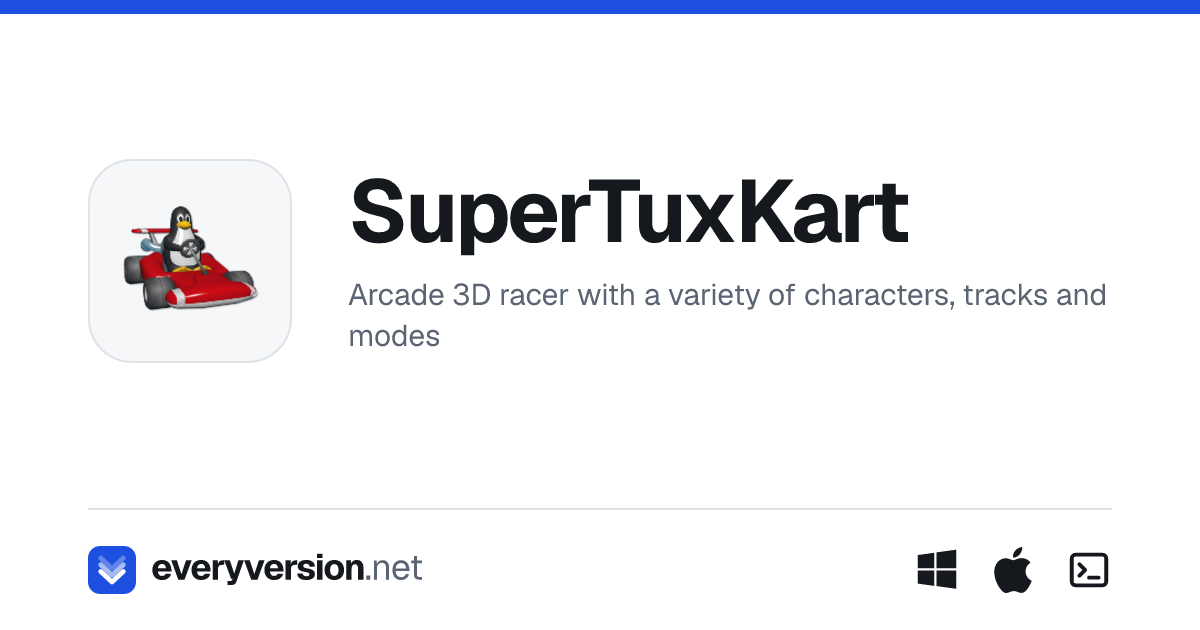 SuperTuxKart
Arcade 3D racer with a variety of characters, tracks and
modes
everyversion.net